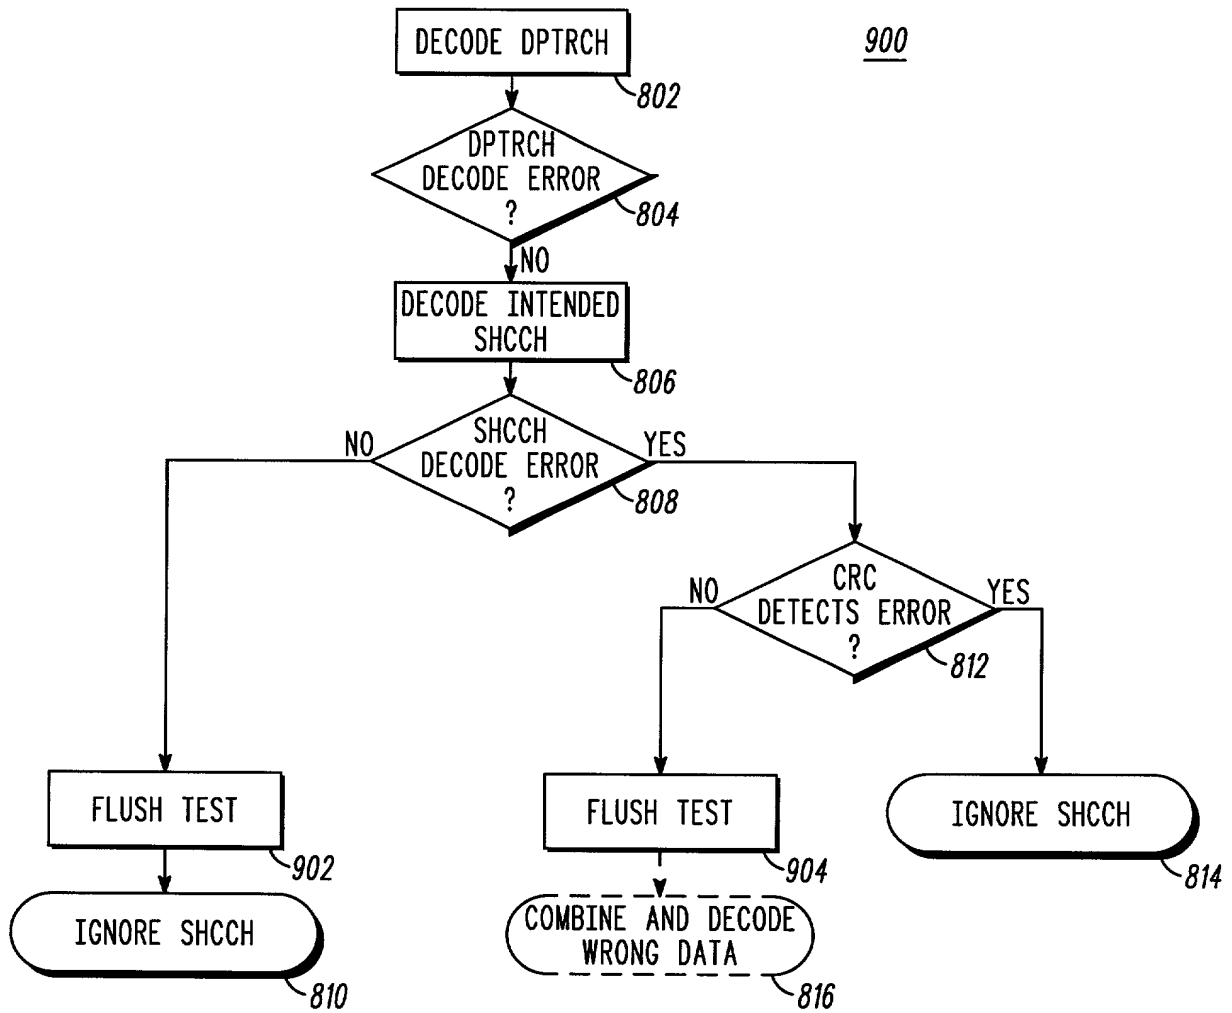 DECODE DPTRCH
900
802
DPTRCH
DECODE ERROR
?
804
NO
DECODE INTENDED
SHCCH
806
NO
SHCCH
DECODE ERROR
?
YES
808
NO
CRC
DETECTS ERROR
?
YES
812
FLUSH TEST
902
FLUSH TEST
904
IGNORE SHCCH
814
IGNORE SHCCH
810
COMBINE AND DECODE
WRONG DATA
816